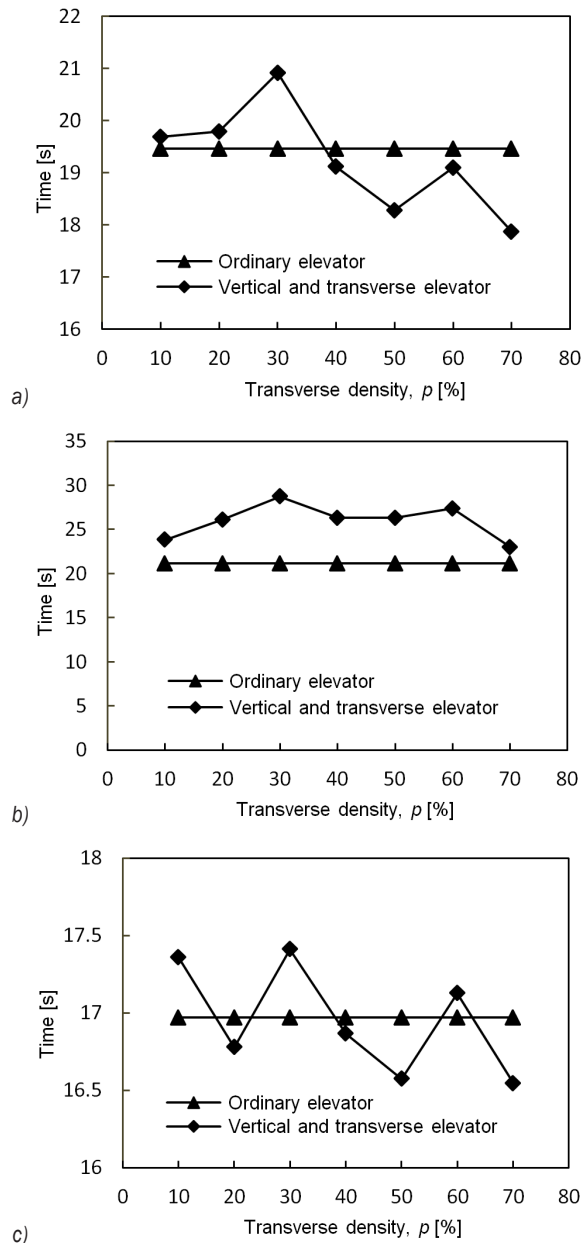 22
21
20
19
18
17
16
Time [s]
Ordinary elevator
Vertical and transverse elevator
0 10 20 30 40 50 60 70 80
Transverse density, p [%]
a)
35
30
25
20
15
10
5
0
Time [s]
Ordinary elevator
Vertical and transverse elevator
0 10 20 30 40 50 60 70 80
Transverse density, p [%]
b)
18
17.5
17
16.5
16
Time [s]
Ordinary elevator
Vertical and transverse elevator
0 10 20 30 40 50 60 70 80
Transverse density, p [%]
c)